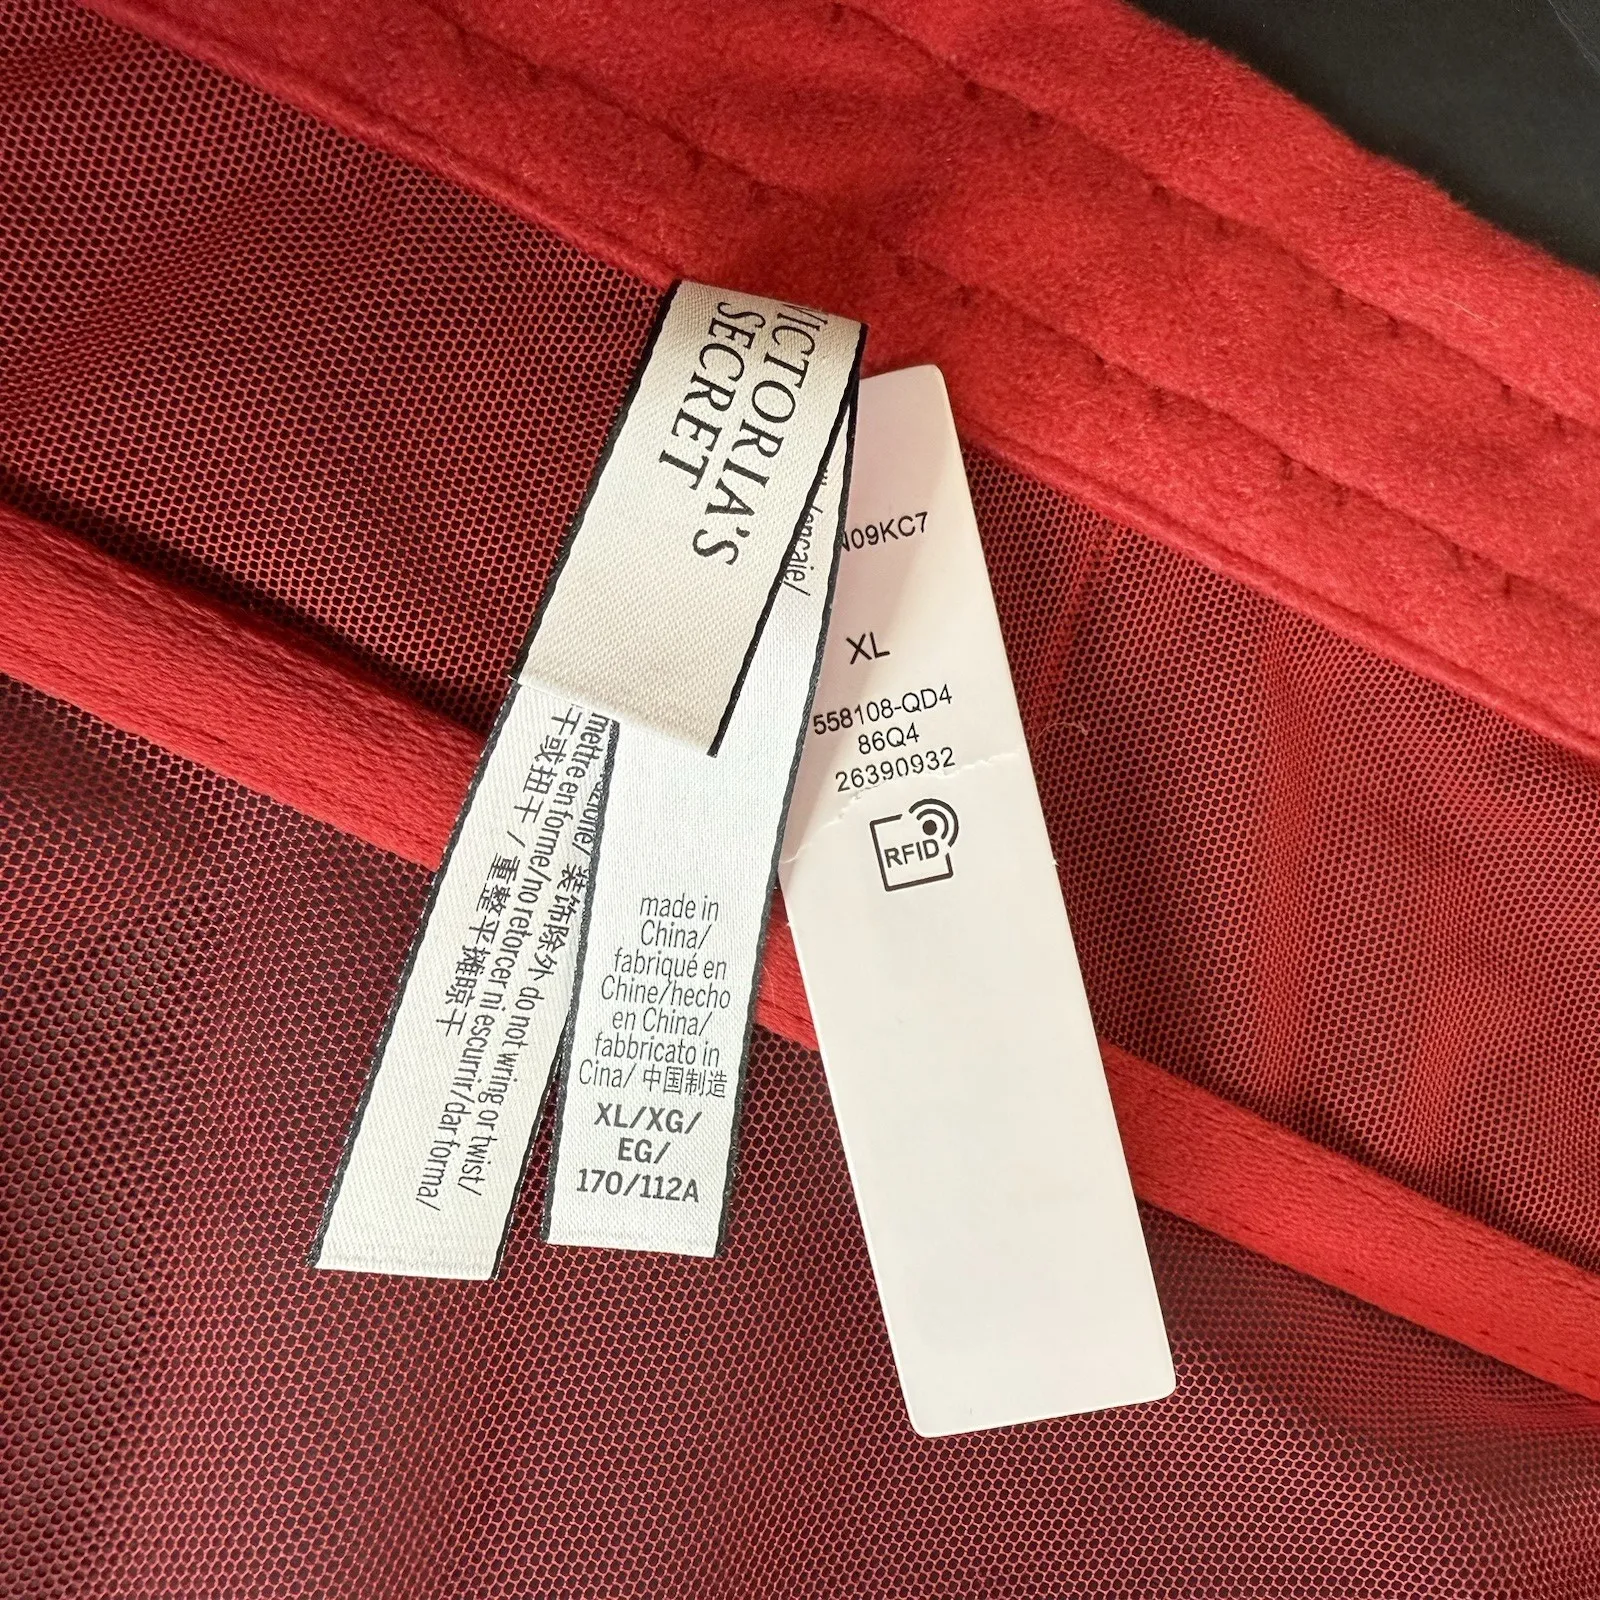 VICTORIA'S
SECRET
N09KC7
XL
558108-QD4
86Q4
26390932
RFID
made in
China/
fabriqué en
Chine/hecho
en China/
fabbricato in
Cina/ 中国制造
XL/XG/
EG/
170/112A
装饰除外 do not wring or twist/
mettre en forme/no retorcer ni escurrir/dar forma/
干或扭干 / 重整平摊晾干